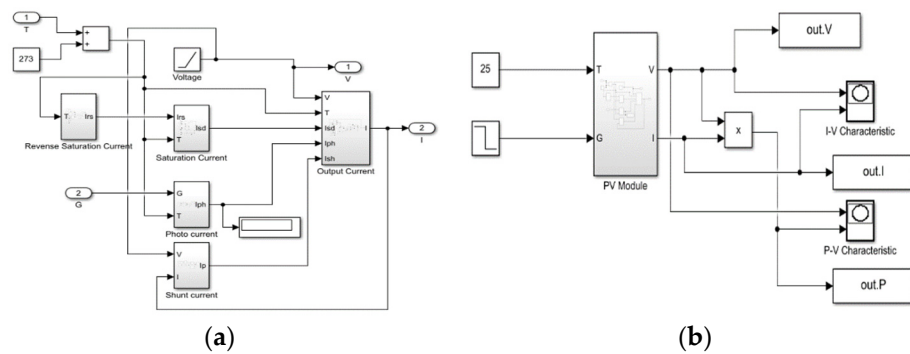 1
T
273
+
+
Voltage
1
V
T
Irs
Reverse Saturation Current
Irs
T
Isd
Saturation Current
V
T
Isd
Iph
Ish
I
Output Current
2
I
2
G
G
T
Iph
Photo current
V
I
Ip
Shunt current
(a)
25
T
G
V
I
PV Module
x
out.V
I-V Characteristic
out.I
P-V Characteristic
out.P
(b)